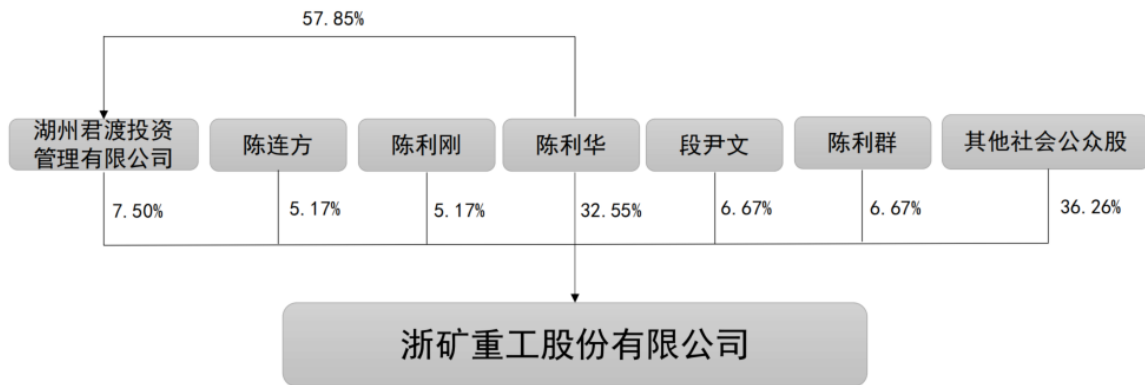 57.85%
湖州君渡投资
管理有限公司
陈连方
陈利刚
陈利华
段尹文
陈利群
其他社会公众股
7.50%
5.17%
5.17%
32.55%
6.67%
6.67%
36.26%
浙矿重工股份有限公司